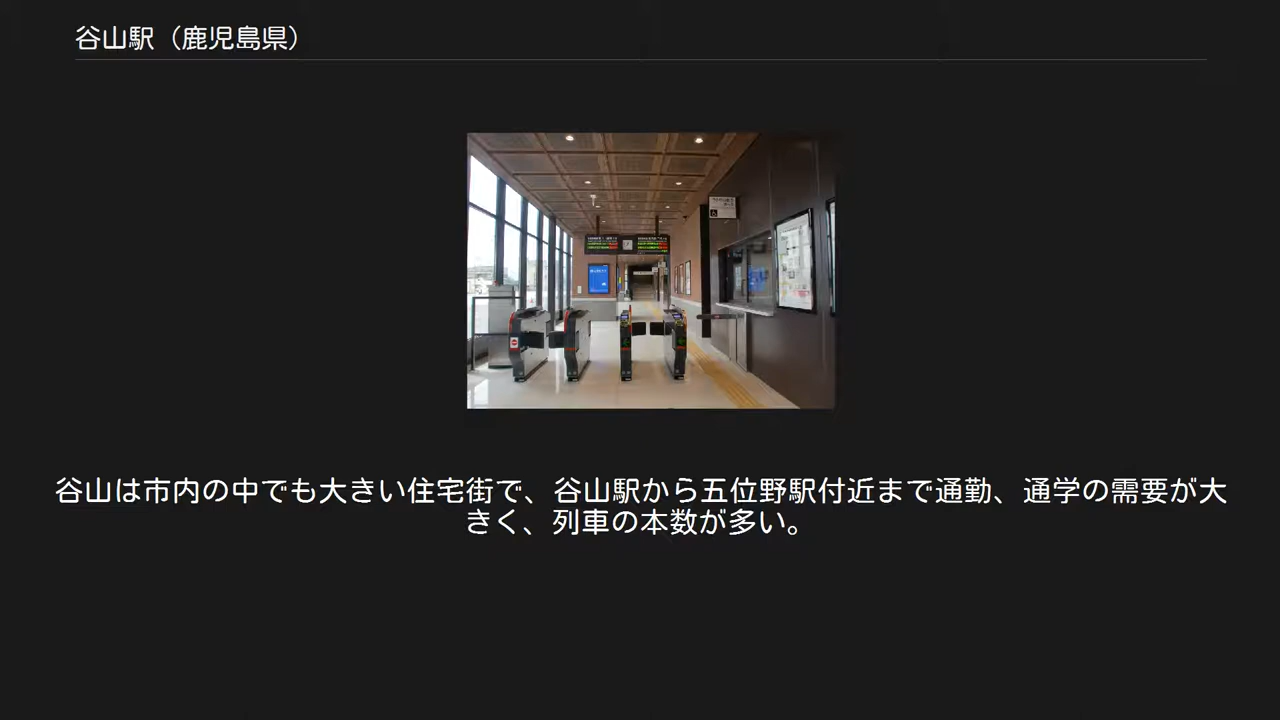 谷山駅（鹿児島県）
谷山は市内の中でも大きい住宅街で、谷山駅から五位野駅付近まで通勤、通学の需要が大
きく、列車の本数が多い。